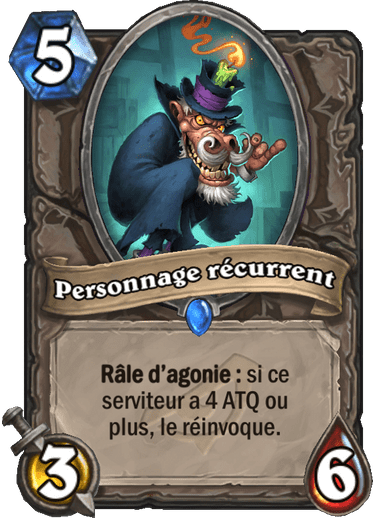 5
Personnage récurrent
Râle d'agonie : si ce
serviteur a 4 ATQ ou
plus, le réinvoque.
3
6